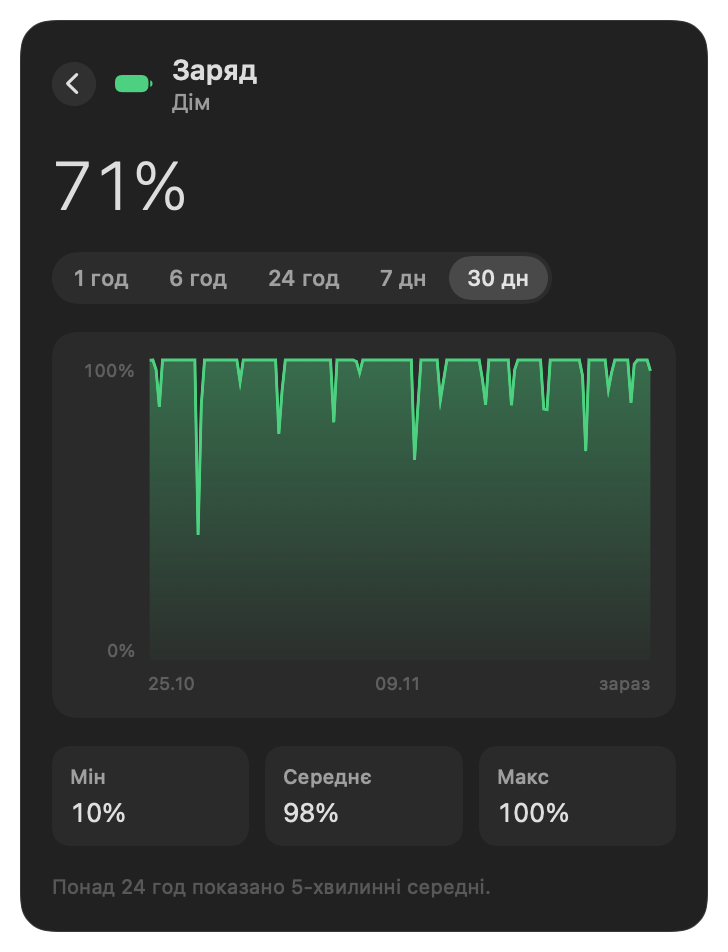 Заряд
Дім
71%
1 год 6 год 24 год 7 дн 30 дн
100%
0%
25.10 09.11 зараз
Мін Середнє Макс
10% 98% 100%
Понад 24 год показано 5-хвилинні середні.